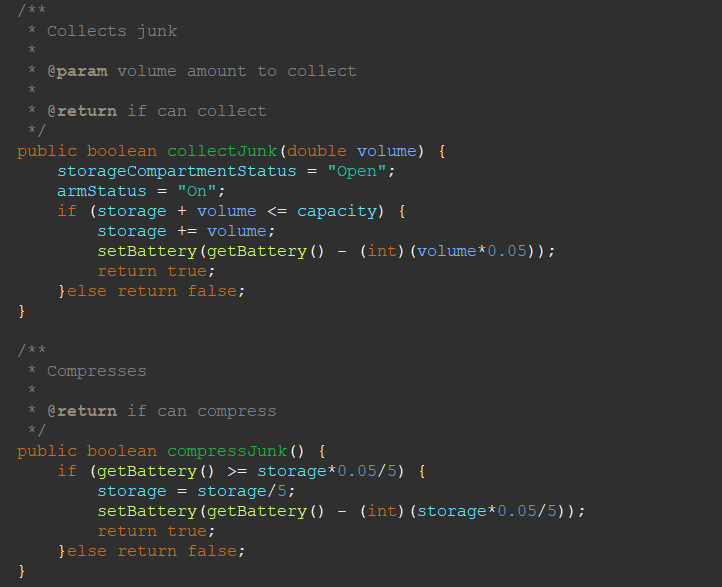 /**
 * Collects junk
 *
 * @param volume amount to collect
 *
 * @return if can collect
 */
public boolean collectJunk(double volume) {
    storageCompartmentStatus = "Open";
    armStatus = "On";
    if (storage + volume <= capacity) {
        storage += volume;
        setBattery(getBattery() - (int)(volume*0.05));
        return true;
    }else return false;
}

/**
 * Compresses
 *
 * @return if can compress
 */
public boolean compressJunk() {
    if (getBattery() >= storage*0.05/5) {
        storage = storage/5;
        setBattery(getBattery() - (int)(storage*0.05/5));
        return true;
    }else return false;
}